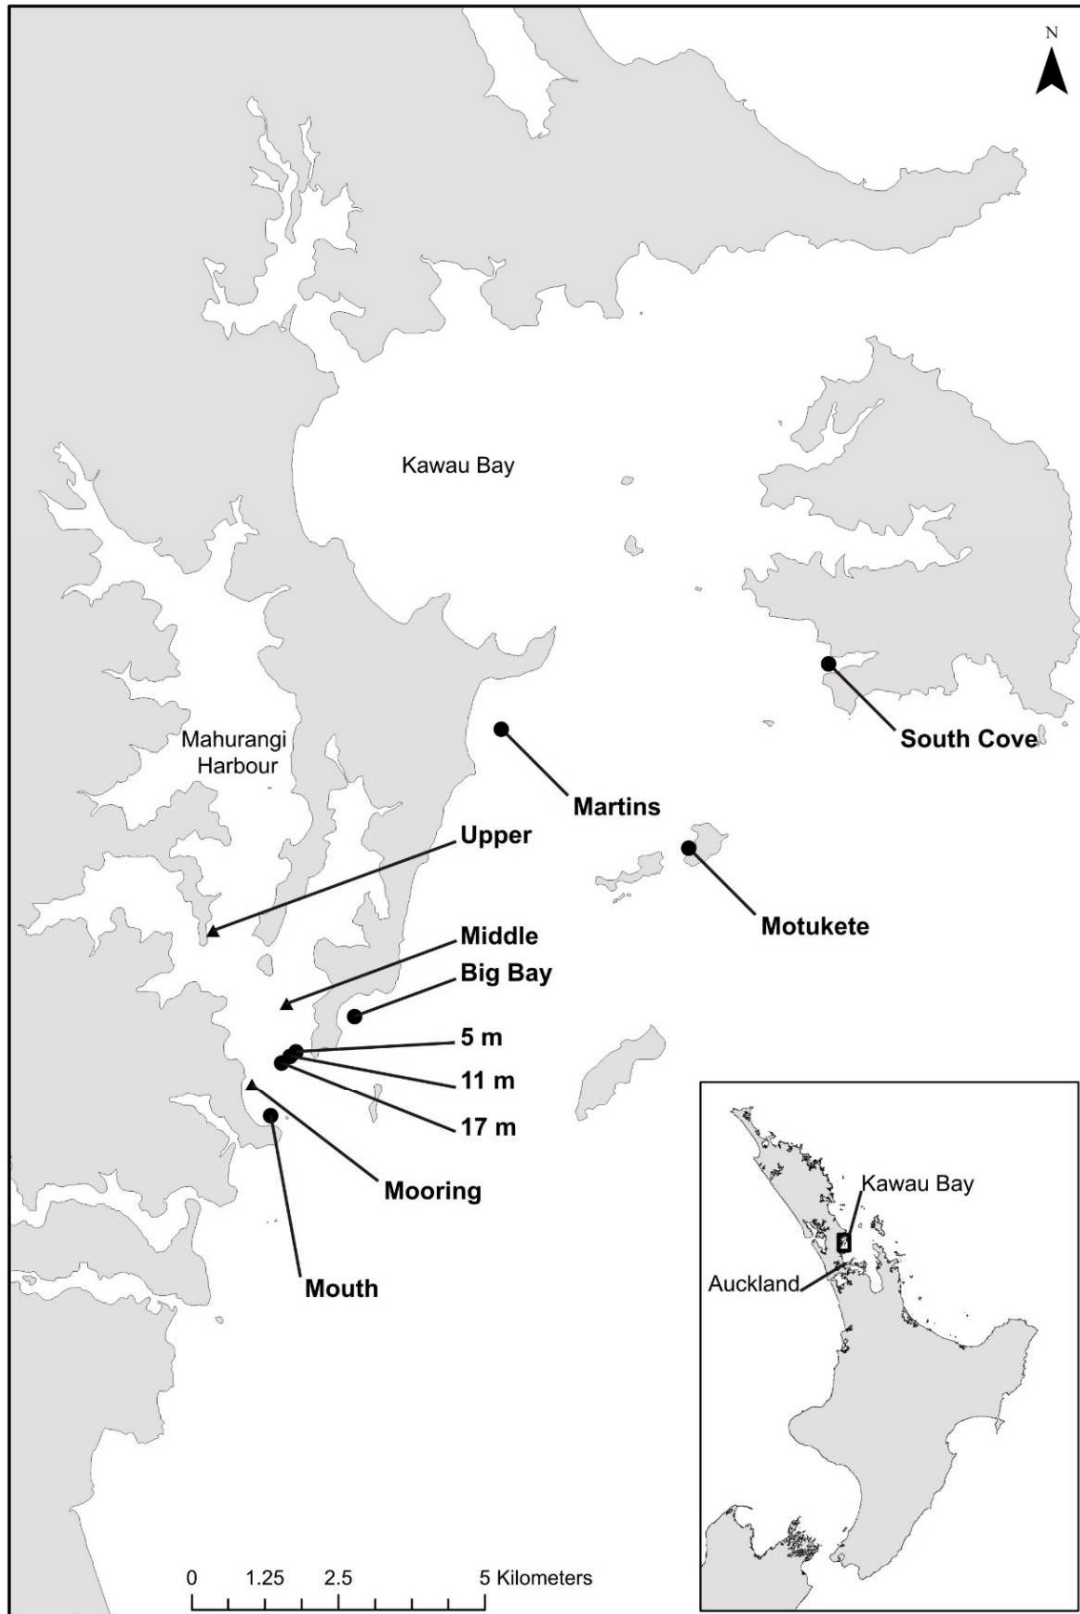 N
Kawau Bay
Mahurangi
Harbour
South Cove
Martins
Upper
Motukete
Middle
Big Bay
5 m
11 m
17 m
Mooring
Mouth
Kawau Bay
Auckland
0 1.25 2.5 5 Kilometers